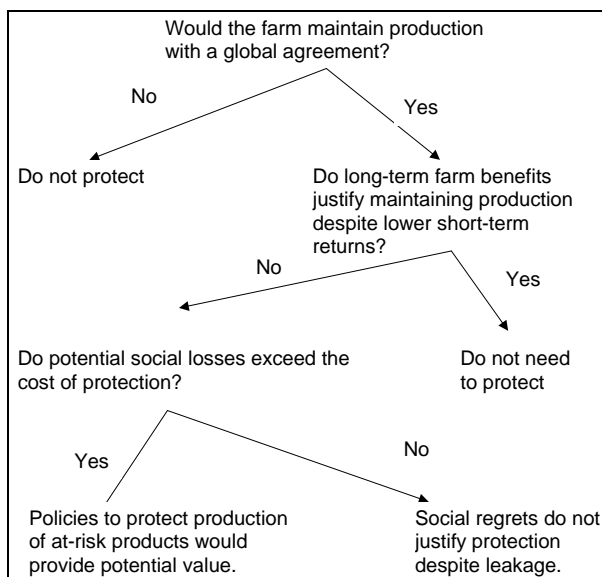 Would the farm maintain production
with a global agreement?
No
Yes
Do not protect
Do long-term farm benefits
justify maintaining production
despite lower short-term
returns?
No
Yes
Do potential social losses exceed the
cost of protection?
Do not need
to protect
Yes
No
Policies to protect production
of at-risk products would
provide potential value.
Social regrets do not
justify protection
despite leakage.